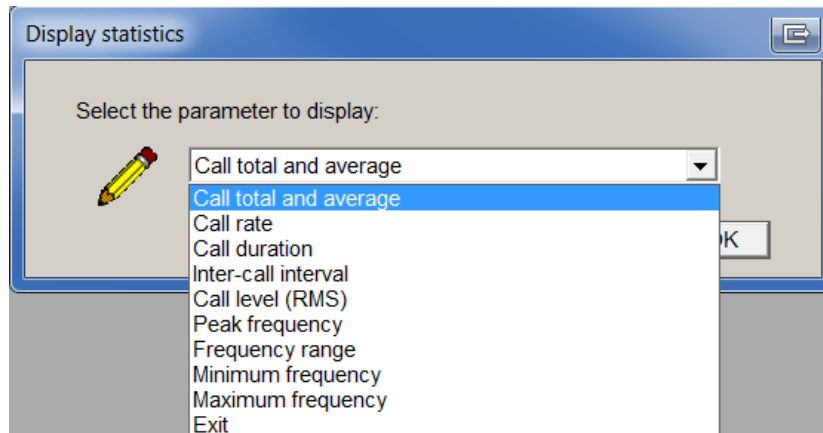 Display statistics
Select the parameter to display:
Call total and average
Call total and average
Call rate
Call duration
Inter-call interval
Call level (RMS)
Peak frequency
Frequency range
Minimum frequency
Maximum frequency
Exit